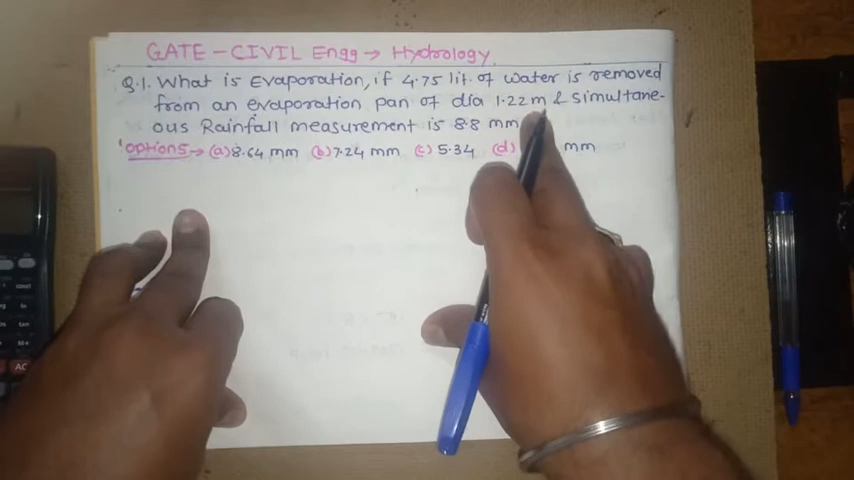 GATE - CIVIL Engg → Hydrology
Q.1. What is Evaporation, if 4.75 lit. of water is removed
from an evaporation pan of dia 1.22m & simultane-
ous Rainfall measurement is 8.8 mm
options → (a) 8.64 mm (b) 7.24 mm (c) 5.34 (d) mm
AC